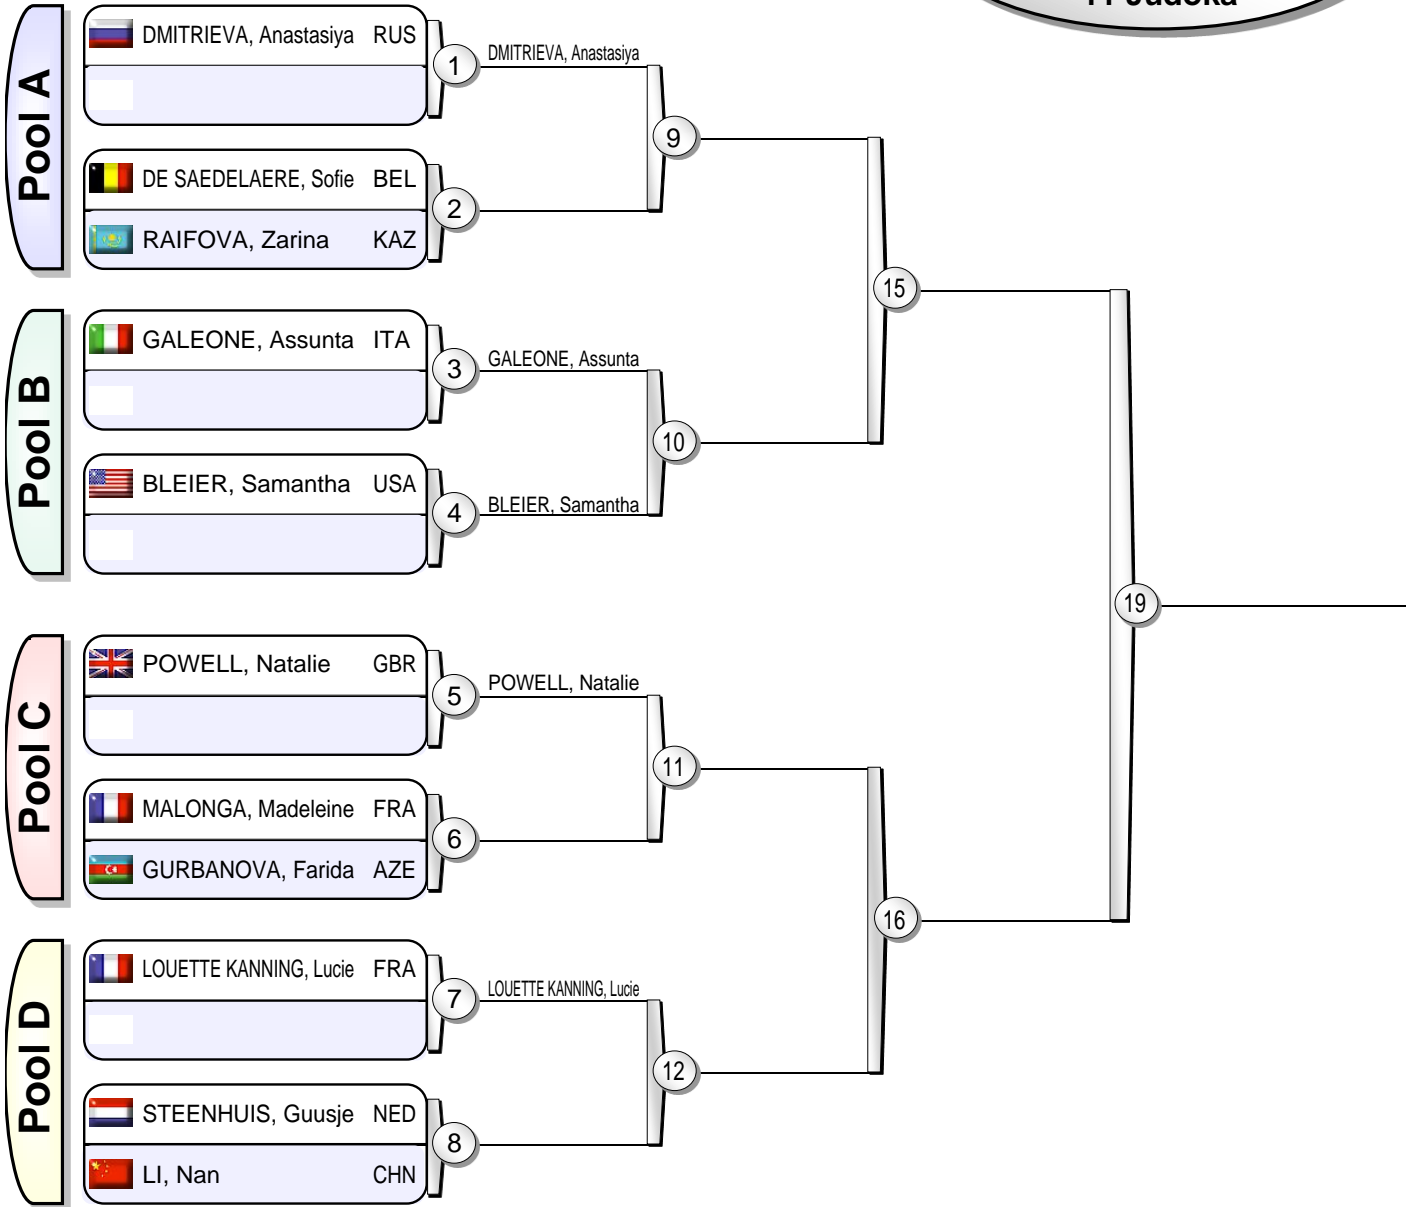 11 Judoka
Pool A
DMITRIEVA, Anastasiya RUS
1
DMITRIEVA, Anastasiya
9
DE SAEDELAERE, Sofie BEL
2
RAIFOVA, Zarina KAZ
15
Pool B
GALEONE, Assunta ITA
3
GALEONE, Assunta
10
BLEIER, Samantha USA
4
BLEIER, Samantha
19
Pool C
POWELL, Natalie GBR
5
POWELL, Natalie
11
MALONGA, Madeleine FRA
6
GURBANOVA, Farida AZE
16
Pool D
LOUETTE KANNING, Lucie FRA
7
LOUETTE KANNING, Lucie
12
STEENHUIS, Guusje NED
8
LI, Nan CHN